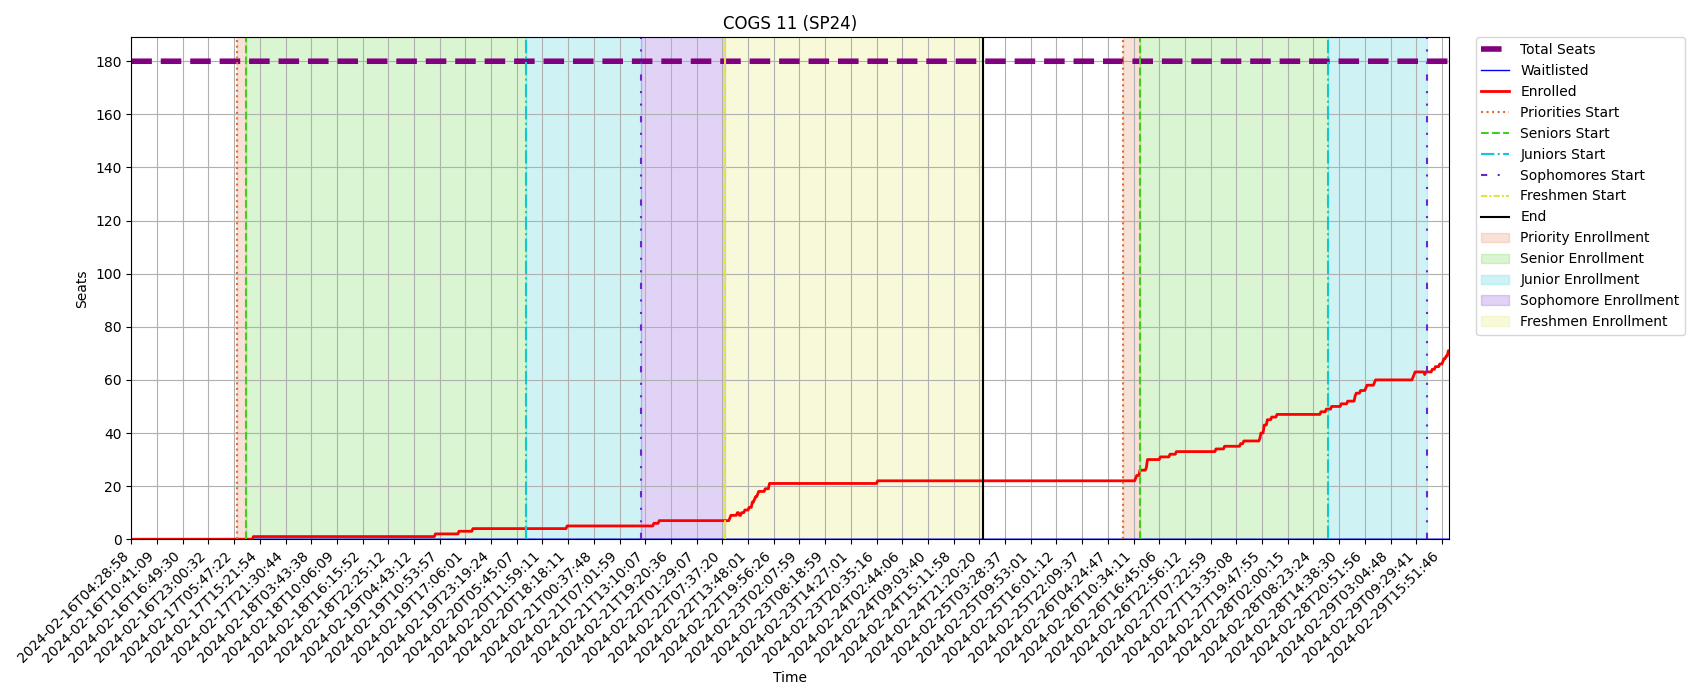 COGS 11 (SP24)
Seats
180
160
140
120
100
80
60
40
20
0
2024-02-16T04:28:58
2024-02-16T10:41:09
2024-02-16T16:49:30
2024-02-16T23:00:32
2024-02-17T05:47:22
2024-02-17T15:21:54
2024-02-17T21:30:44
2024-02-18T03:43:38
2024-02-18T10:06:09
2024-02-18T16:15:52
2024-02-18T22:25:12
2024-02-19T04:43:12
2024-02-19T10:53:57
2024-02-19T17:06:01
2024-02-19T23:19:24
2024-02-20T05:45:07
2024-02-20T11:59:11
2024-02-20T18:18:11
2024-02-21T00:37:48
2024-02-21T07:01:59
2024-02-21T13:10:07
2024-02-21T19:20:36
2024-02-22T01:29:07
2024-02-22T07:37:20
2024-02-22T13:48:01
2024-02-22T19:56:26
2024-02-23T02:07:59
2024-02-23T08:18:59
2024-02-23T14:27:01
2024-02-23T20:35:16
2024-02-24T02:44:06
2024-02-24T09:03:40
2024-02-24T15:11:58
2024-02-24T21:20:20
2024-02-25T03:28:37
2024-02-25T09:53:01
2024-02-25T16:01:12
2024-02-25T22:09:37
2024-02-26T04:24:47
2024-02-26T10:34:11
2024-02-26T16:45:06
2024-02-26T22:56:12
2024-02-27T07:22:59
2024-02-27T13:35:08
2024-02-27T19:47:55
2024-02-28T02:00:15
2024-02-28T08:23:24
2024-02-28T14:38:30
2024-02-28T20:51:56
2024-02-29T03:04:48
2024-02-29T09:29:41
2024-02-29T15:51:46
Time
Total Seats
Waitlisted
Enrolled
Priorities Start
Seniors Start
Juniors Start
Sophomores Start
Freshmen Start
End
Priority Enrollment
Senior Enrollment
Junior Enrollment
Sophomore Enrollment
Freshmen Enrollment